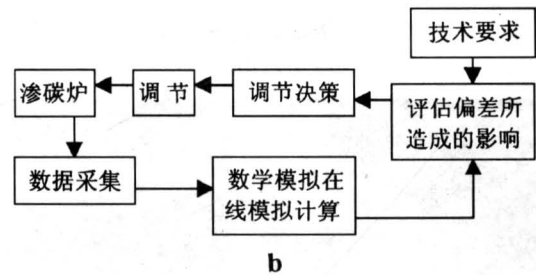 技术要求
渗碳炉
调 节
调节决策
评估偏差所
造成的影响
数据采集
数学模拟在
线模拟计算
b